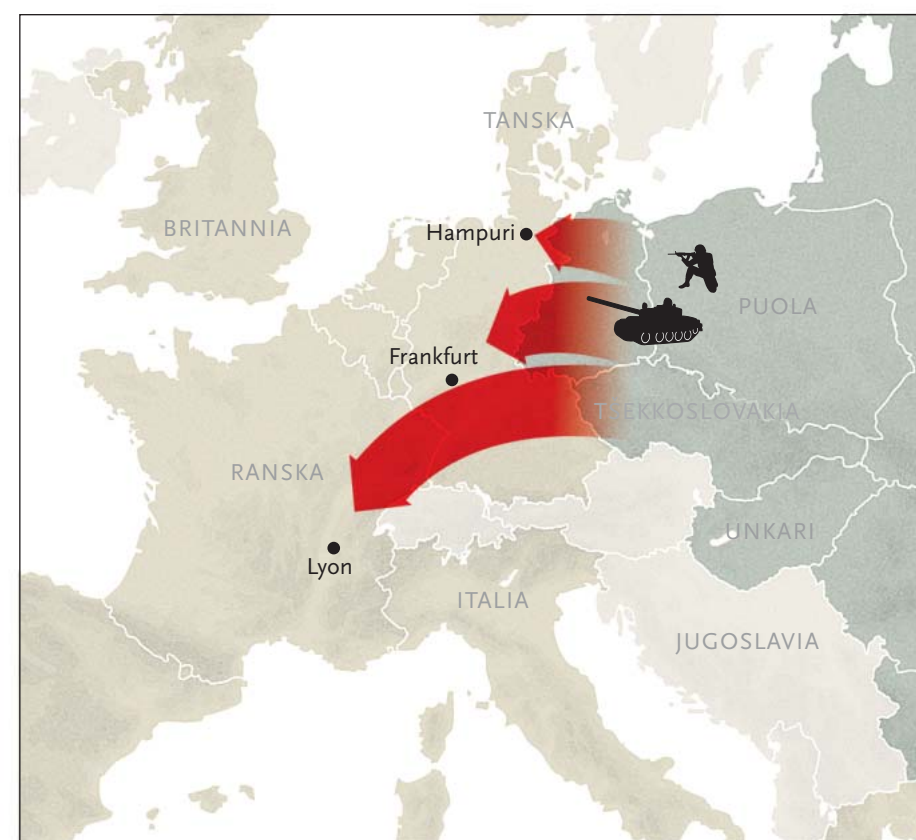 TANSKA
BRITANNIA
Hampuri
PUOLA
Frankfurt
TSEKKOSLOVAKIA
RANSKA
UNKARI
Lyon
ITALIA
JUGOSLAVIA